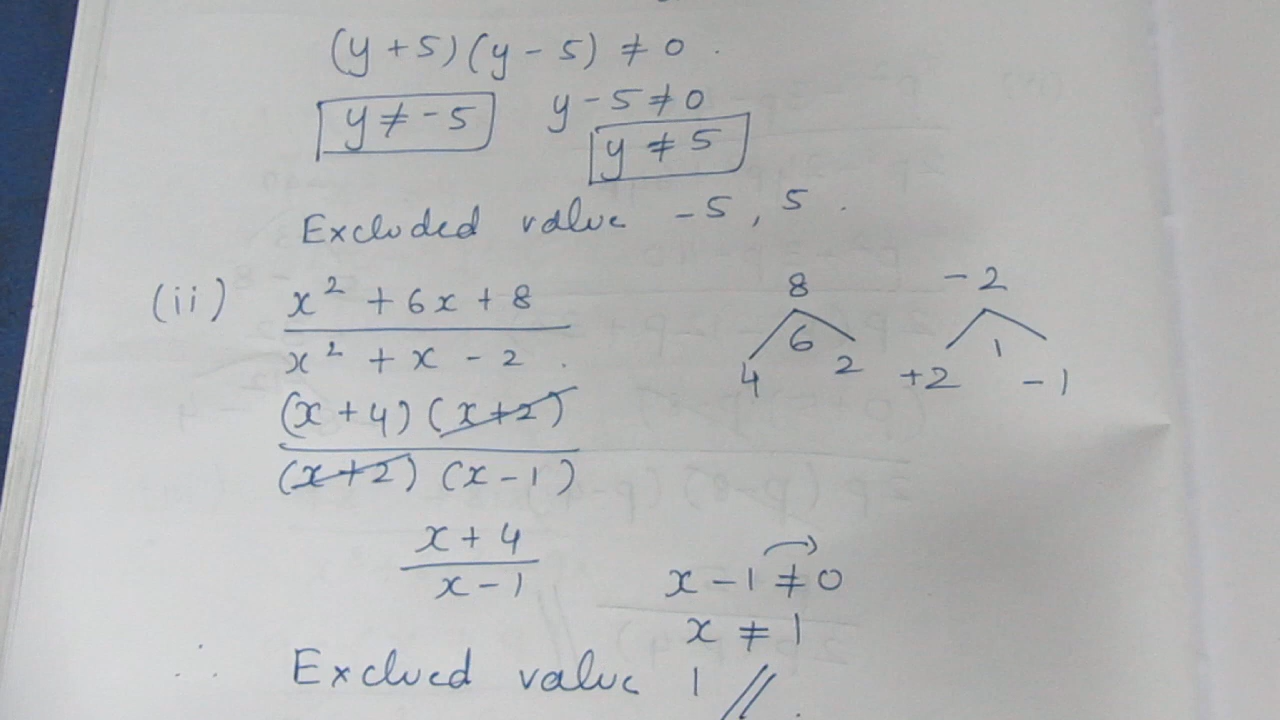 (y + 5) (y - 5) ≠ 0 .
y ≠ - 5 y - 5 ≠ 0
y ≠ 5
Excluded value - 5 , 5 .
(ii) x² + 6x + 8
x² + x - 2 .
8
6
4 2
- 2
1
+2 - 1
(x + 4) (x+2)
(x+2) (x - 1)
x + 4
x - 1
x - 1 ≠ 0
x ≠ 1
∴ Exclued value 1 //.